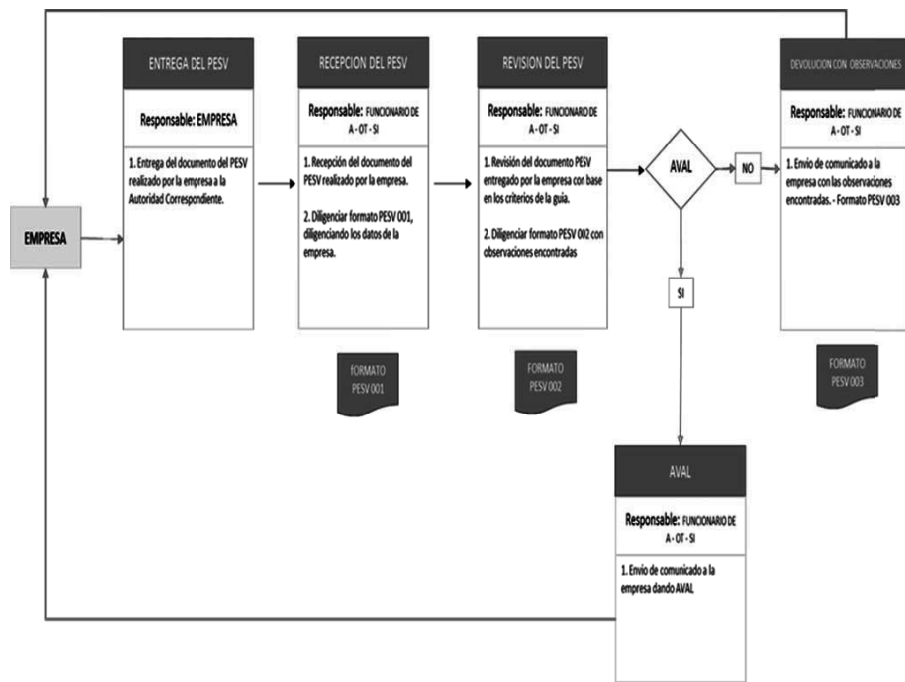 ENTREGA DEL PESV
Responsable: EMPRESA
1. Entrega del documento del PESV
realizado por la empresa a la
Autoridad Correspondiente.
RECEPCION DEL PESV
Responsable: FUNCIONARIO DE
A - OT - SI
1. Recepción del documento del
PESV realizado por la empresa.
2. Diligenciar formato PESV 001,
diligenciando los datos de la
empresa.
REVISION DEL PESV
Responsable: FUNCIONARIO DE
A - OT - SI
1. Revisión del documento PESV
entregado por la empresa con base
en los criterios de la guia.
2. Diligenciar formato PESV 002 con
observaciones encontradas
AVAL
NO
SI
DEVOLUCION CON OBSERVACIONES
Responsable: FUNCIONARIO DE
A - OT - SI
1. Envio de comunicado a la
empresa con las observaciones
encontradas. - Formato PESV 003
EMPRESA
fORMATO
PESV 001
FORMATO
PESV 002
FORMATO
PESV 003
AVAL
Responsable: FUNCIONARIO DE
A - OT - SI
1. Envio de comunicado a la
empresa dando AVAL